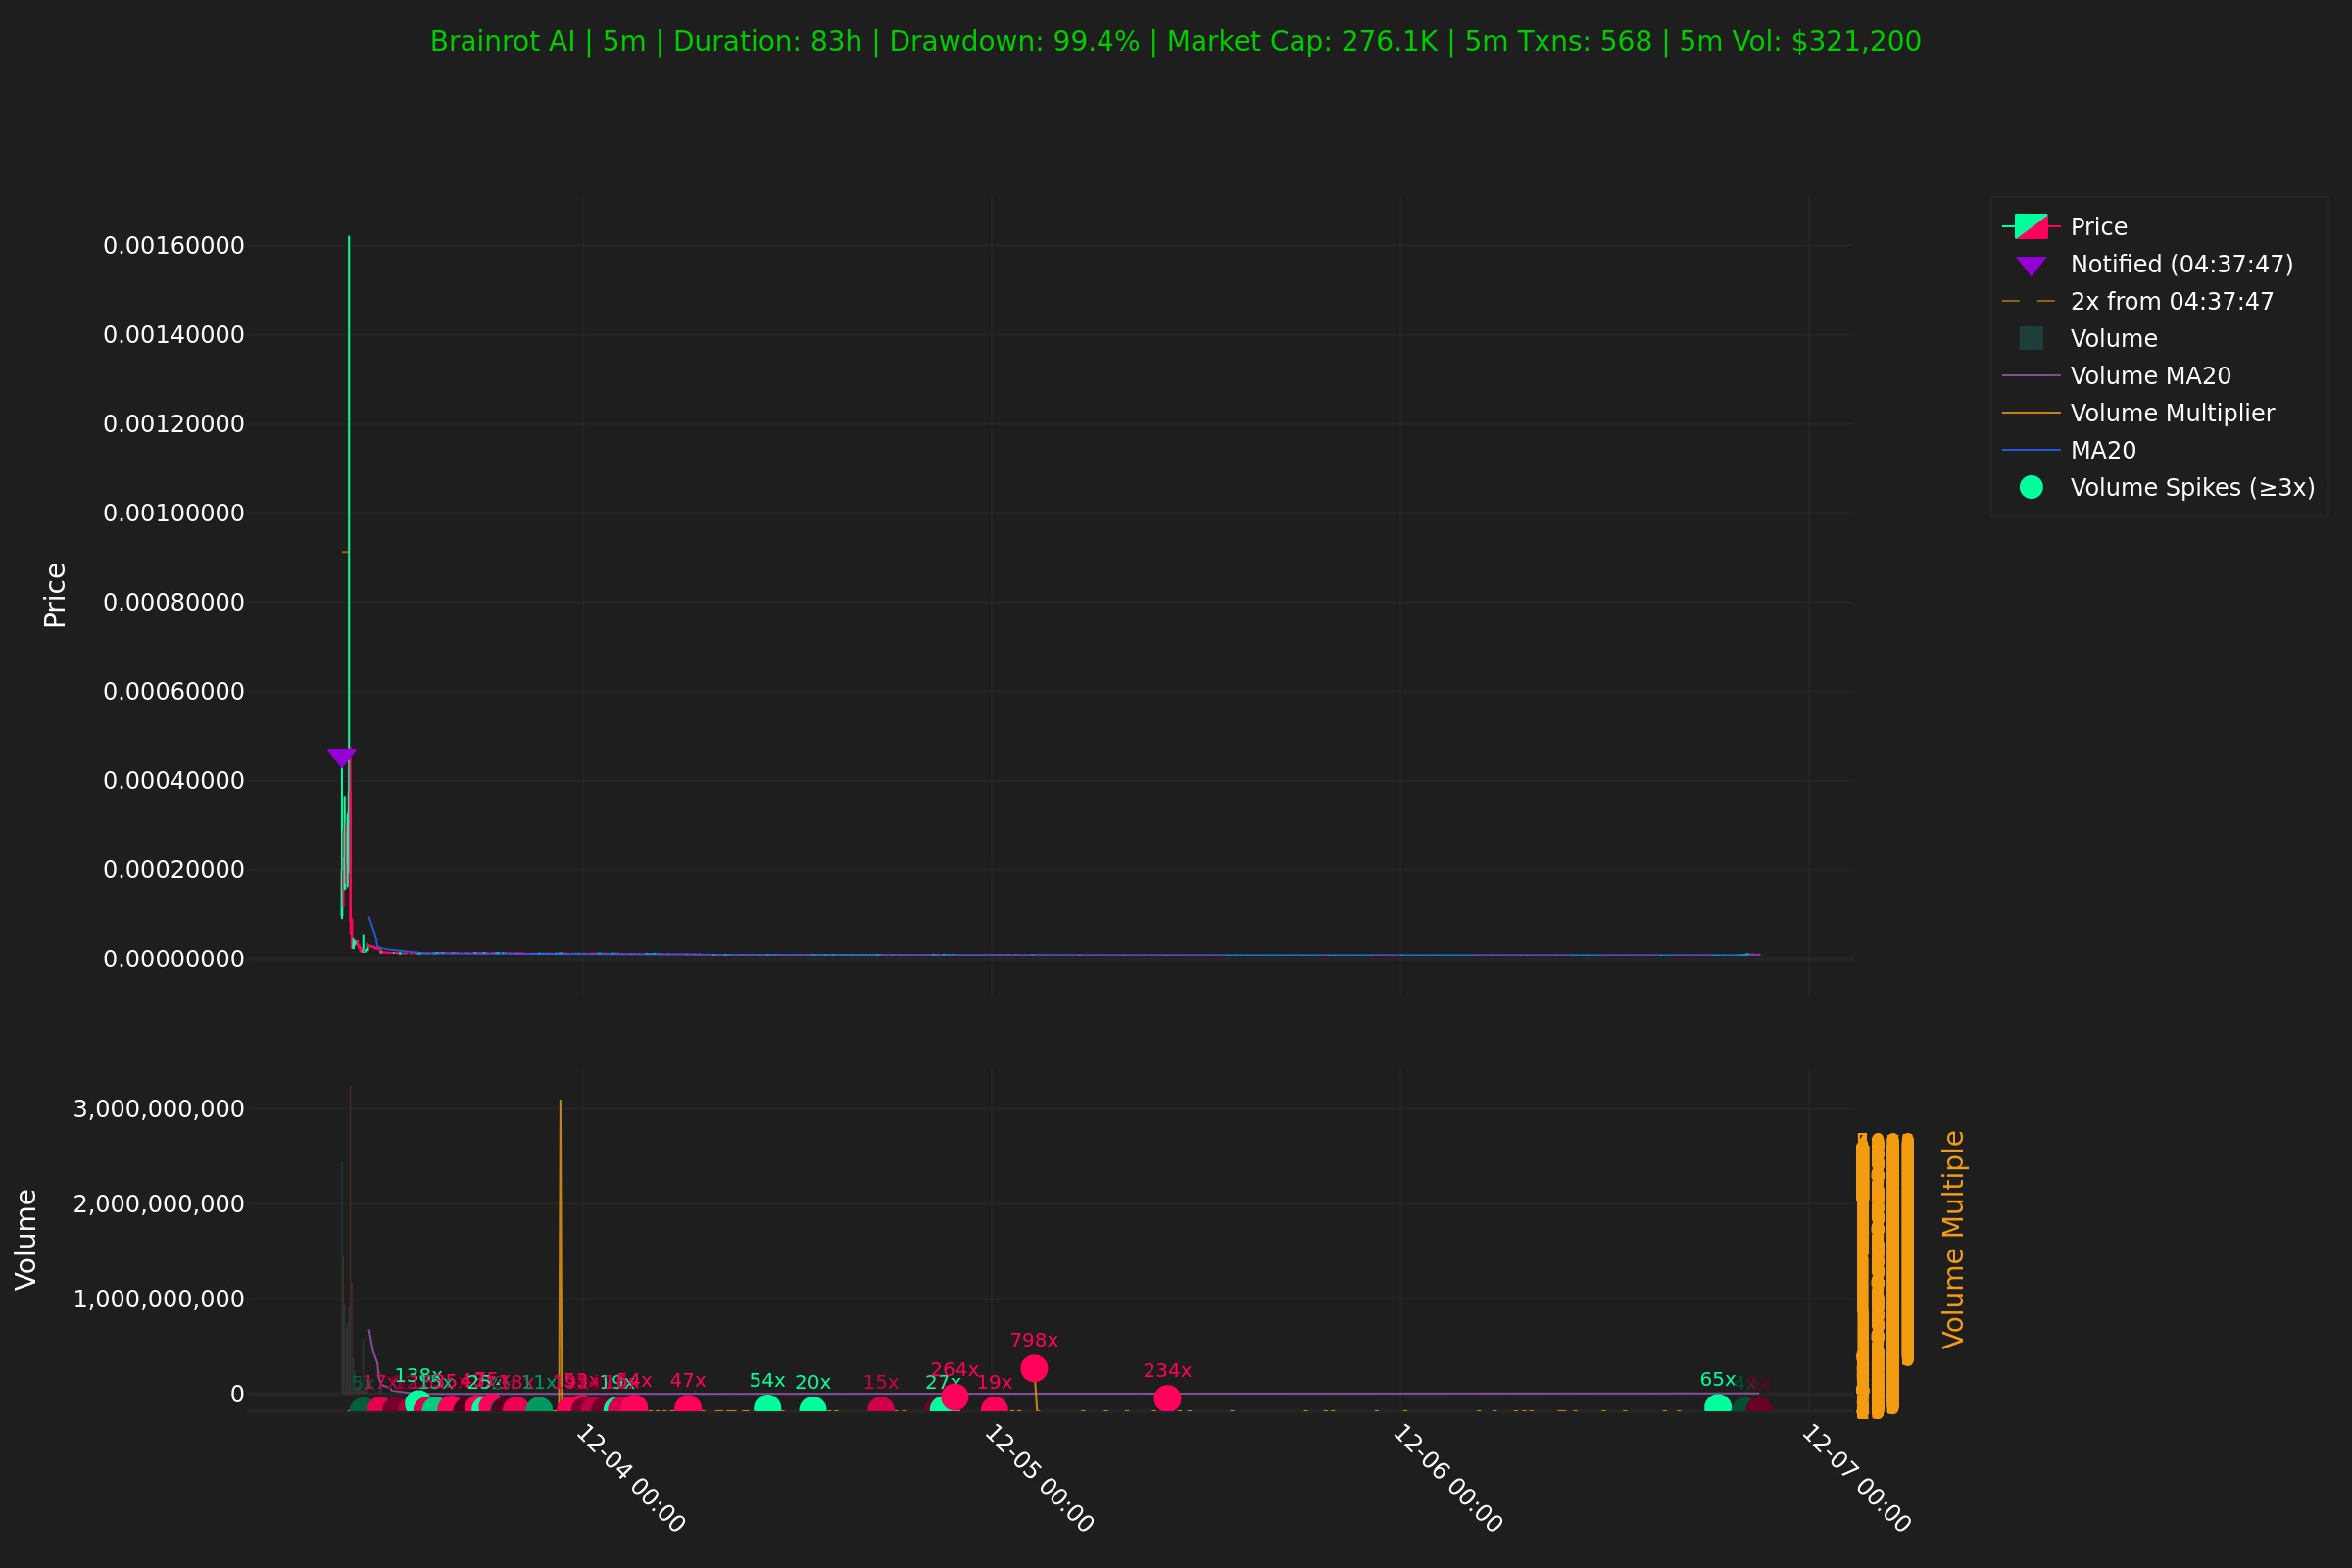 Brainrot AI | 5m | Duration: 83h | Drawdown: 99.4% | Market Cap: 276.1K | 5m Txns: 568 | 5m Vol: $321,200
Price
0.00160000
0.00140000
0.00120000
0.00100000
0.00080000
0.00060000
0.00040000
0.00020000
0.00000000
Price
Notified (04:37:47)
2x from 04:37:47
Volume
Volume MA20
Volume Multiplier
MA20
Volume Spikes (≥3x)
Volume
3,000,000,000
2,000,000,000
1,000,000,000
0
138x
47x
54x
20x
15x
27x
264x
19x
798x
234x
65x
Volume Multiple
12-04 00:00
12-05 00:00
12-06 00:00
12-07 00:00